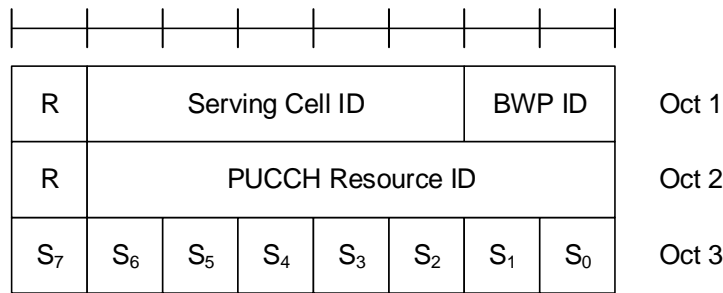 R Serving Cell ID BWP ID Oct 1
R PUCCH Resource ID Oct 2
S₇ S₆ S₅ S₄ S₃ S₂ S₁ S₀ Oct 3